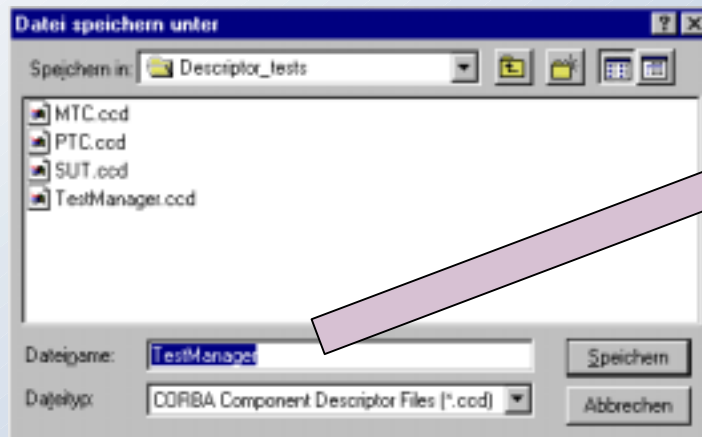 Datei speichern unter
Speichern in: Descriptor_tests
MTC.ccd
PTC.ccd
SUT.ccd
TestManager.ccd
Dateiname: TestManager
Speichern
Dateityp: CORBA Component Descriptor Files (*.ccd)
Abbrechen